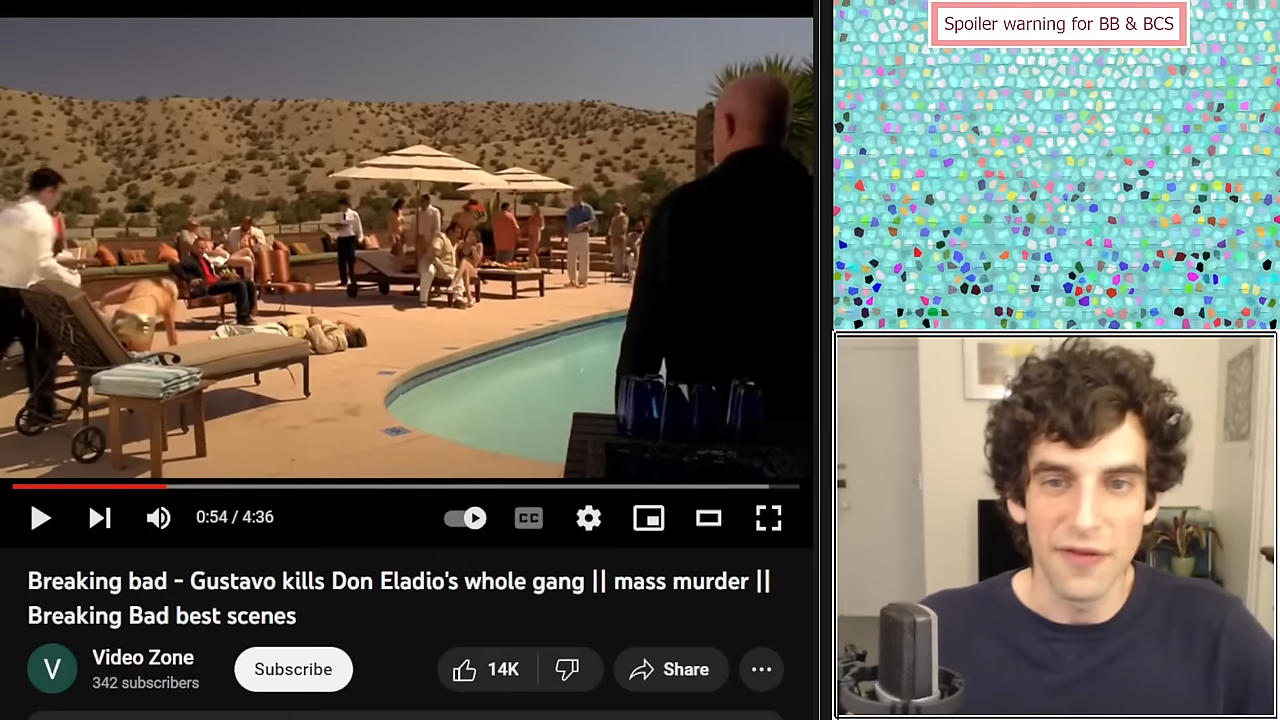 Spoiler warning for BB & BCS
0:54 / 4:36
CC
Breaking bad - Gustavo kills Don Eladio's whole gang || mass murder ||
Breaking Bad best scenes
V
Video Zone
342 subscribers
Subscribe
14K
Share